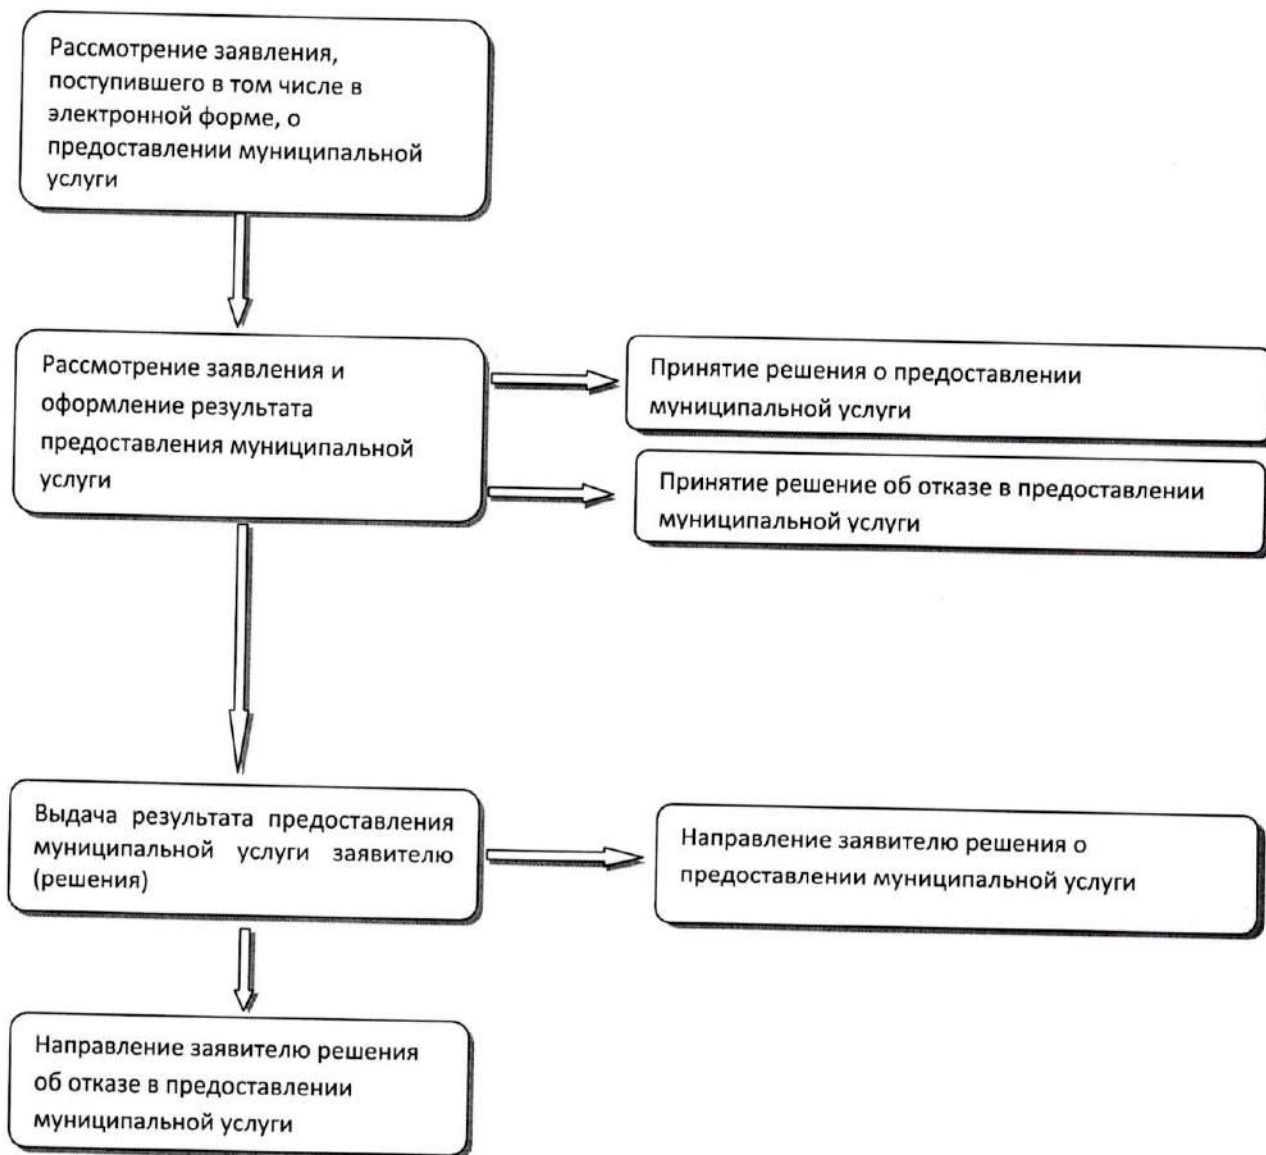 Рассмотрение заявления,
поступившего в том числе в
электронной форме, о
предоставлении муниципальной
услуги
Рассмотрение заявления и
оформление результата
предоставления муниципальной
услуги
Принятие решения о предоставлении
муниципальной услуги
Принятие решение об отказе в предоставлении
муниципальной услуги
Выдача результата предоставления
муниципальной услуги заявителю
(решения)
Направление заявителю решения о
предоставлении муниципальной услуги
Направление заявителю решения
об отказе в предоставлении
муниципальной услуги